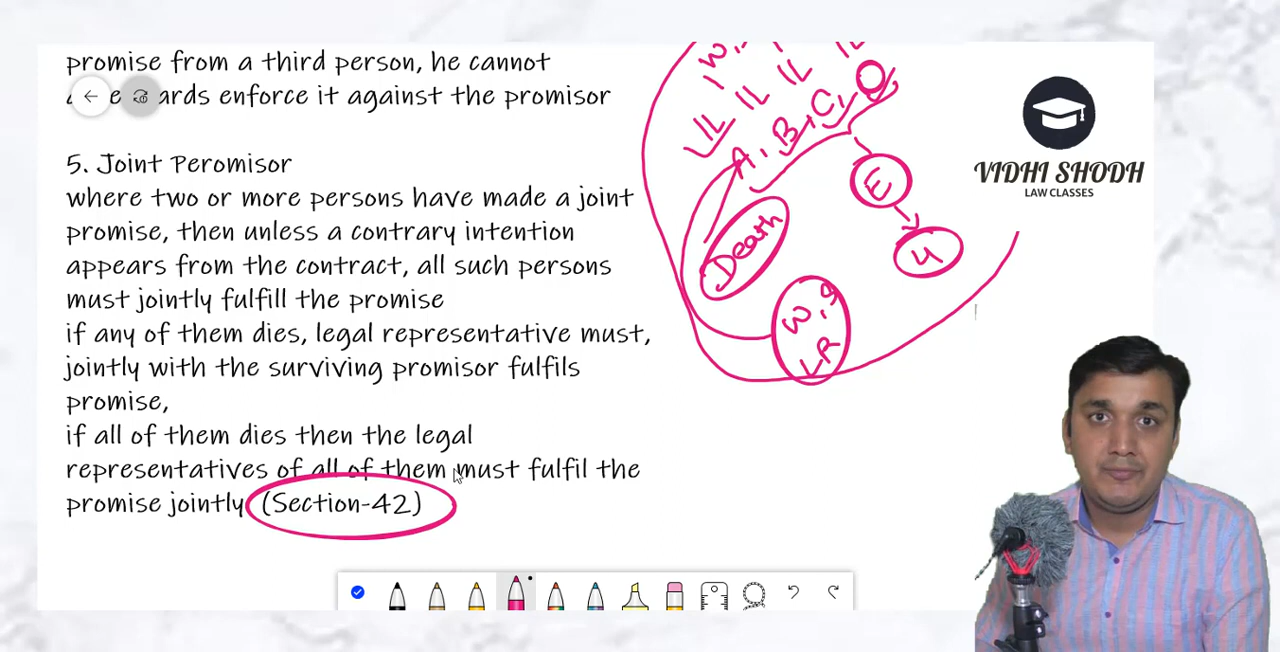 promise from a third person, he cannot
ards enforce it against the promisor
5. Joint Peromisor
where two or more persons have made a joint
promise, then unless a contrary intention
appears from the contract, all such persons
must jointly fulfill the promise
if any of them dies, legal representative must,
jointly with the surviving promisor fulfils
promise,
if all of them dies then the legal
representatives of all of them must fulfil the
promise jointly (Section-42)
1L 1L 1L
A, B, C,
E
Death
4
LR
VIDHI SHODH
LAW CLASSES